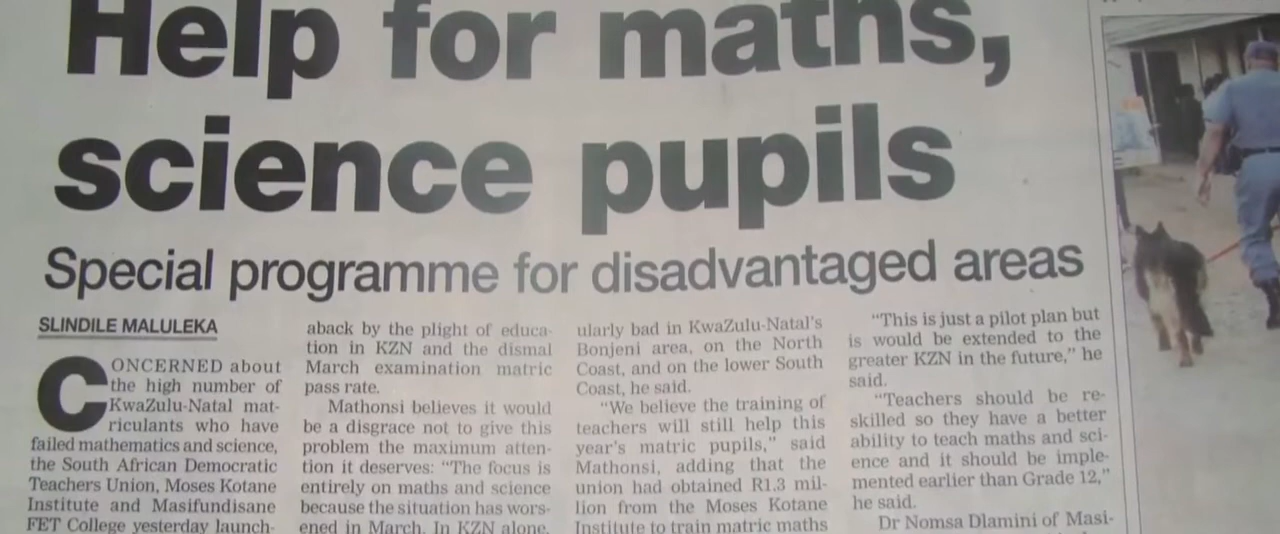 Help for maths,
science pupils
Special programme for disadvantaged areas
SLINDILE MALULEKA
CONCERNED about
the high number of
KwaZulu-Natal mat-
riculants who have
failed mathematics and science,
the South African Democratic
Teachers Union, Moses Kotane
Institute and Masifundisane
FET College yesterday launch-
aback by the plight of educa-
tion in KZN and the dismal
March examination matric
pass rate.
Mathonsi believes it would
be a disgrace not to give this
problem the maximum atten-
tion it deserves: "The focus is
entirely on maths and science
because the situation has wors-
ened in March. In KZN alone,
ularly bad in KwaZulu-Natal's
Bonjeni area, on the North
Coast, and on the lower South
Coast, he said.
"We believe the training of
teachers will still help this
year's matric pupils," said
Mathonsi, adding that the
union had obtained R1,3 mil-
lion from the Moses Kotane
Institute to train matric maths
"This is just a pilot plan but
is would be extended to the
greater KZN in the future," he
said.
"Teachers should be re-
skilled so they have a better
ability to teach maths and sci-
ence and it should be imple-
mented earlier than Grade 12,"
he said.
Dr Nomsa Dlamini of Masi-